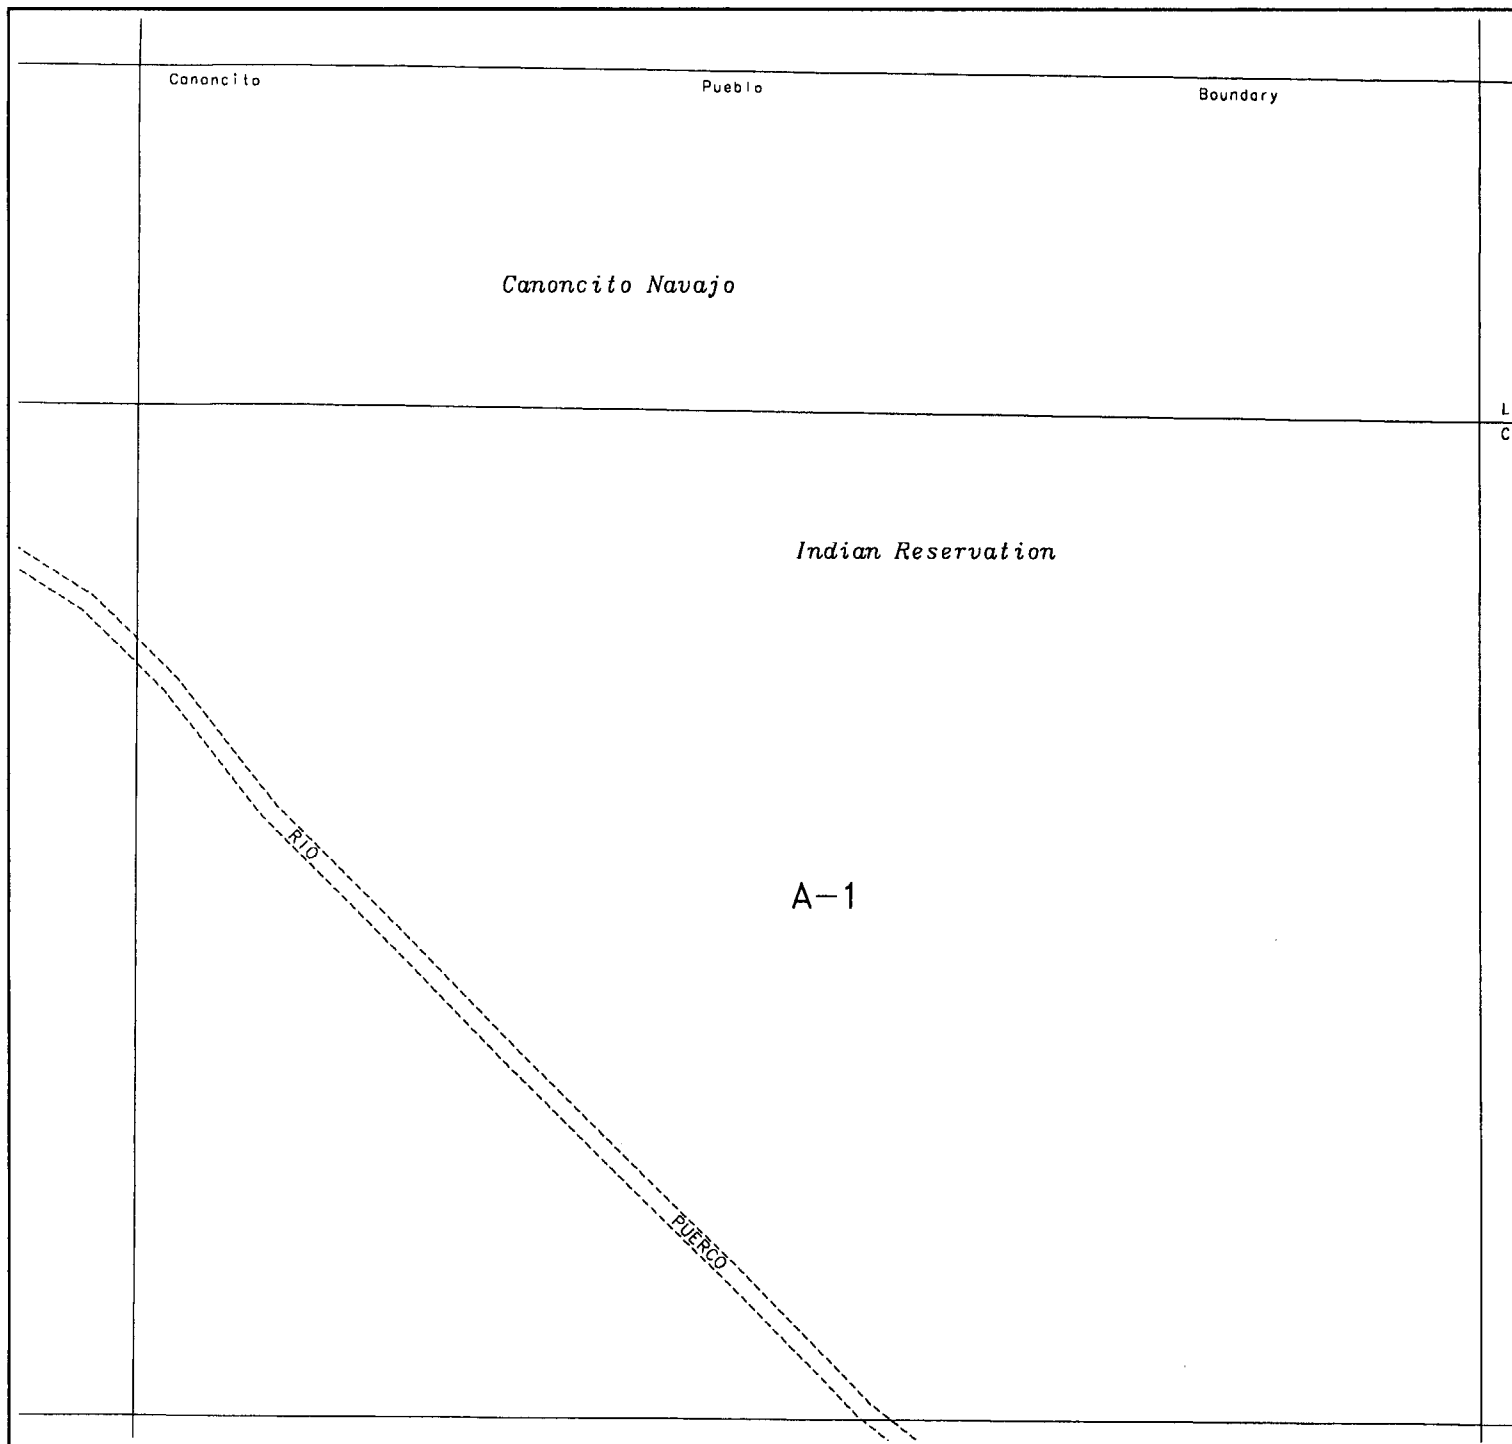 Canoncito Pueblo Boundary
Canoncito Navajo
L
C
Indian Reservation
RIO
A-1
PUERCO